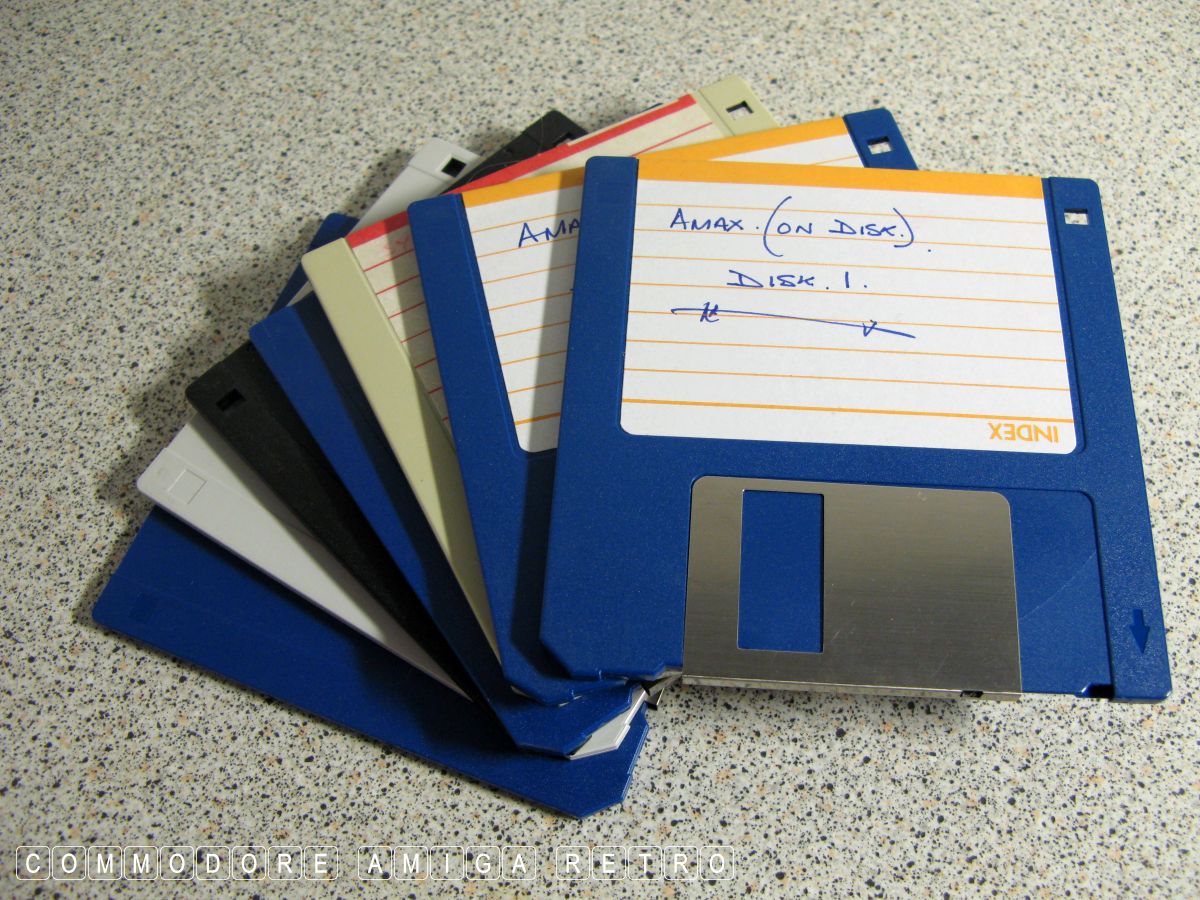 AMAX. (ON DISK.).
DISK. 1.
INDEX
AMA
COMMODORE AMIGA RETRO